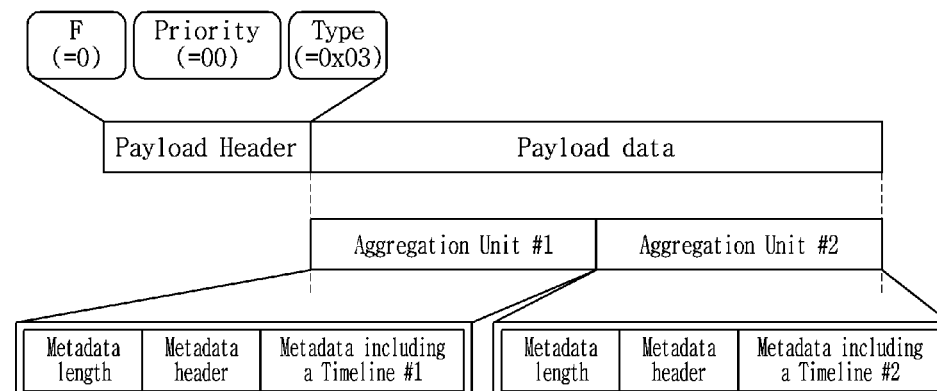 F
(=0)
Priority
(=00)
Type
(=0x03)
Payload Header
Payload data
Aggregation Unit #1
Aggregation Unit #2
Metadata
length
Metadata
header
Metadata including
a Timeline #1
Metadata
length
Metadata
header
Metadata including
a Timeline #2